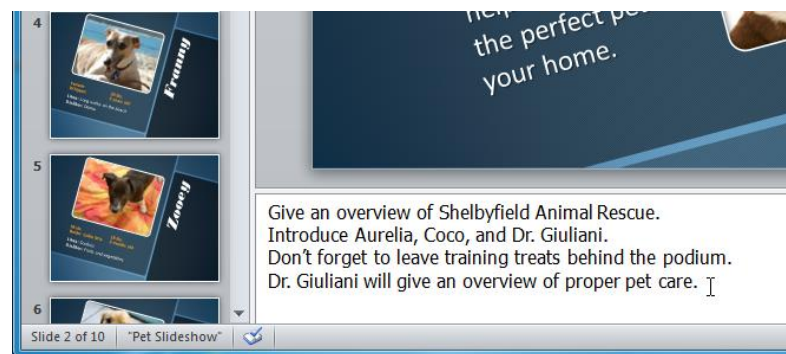 4
Franny
5
Zooey
6
the perfect
your home.
Give an overview of Shelbyfield Animal Rescue.
Introduce Aurelia, Coco, and Dr. Giuliani.
Don't forget to leave training treats behind the podium.
Dr. Giuliani will give an overview of proper pet care.
Slide 2 of 10
"Pet Slideshow"